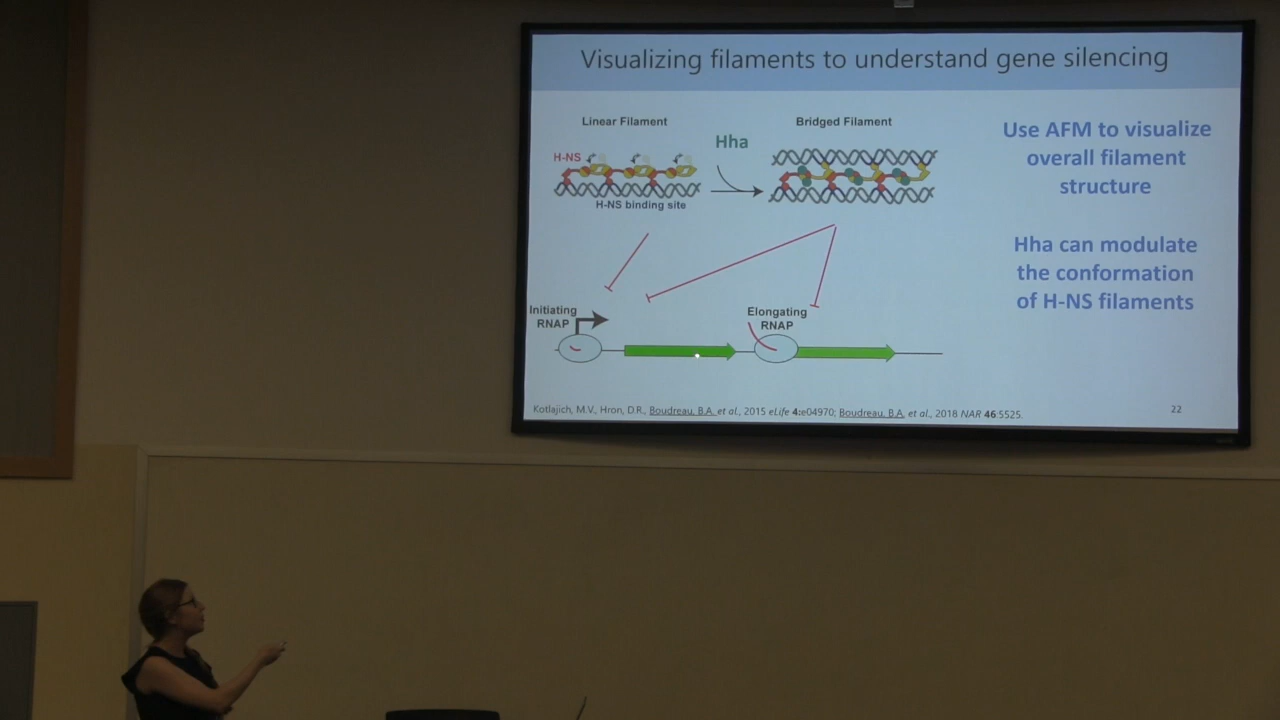 Visualizing filaments to understand gene silencing
Linear Filament
Bridged Filament
Hha
H-NS
H-NS binding site
Use AFM to visualize
overall filament
structure
Hha can modulate
the conformation
of H-NS filaments
Initiating
RNAP
Elongating
RNAP
Kotlajich, M.V., Hron, D.R., Boudreau, B.A. et al., 2015 eLife 4:e04970; Boudreau, B.A. et al., 2018 NAR 46:5525.
22